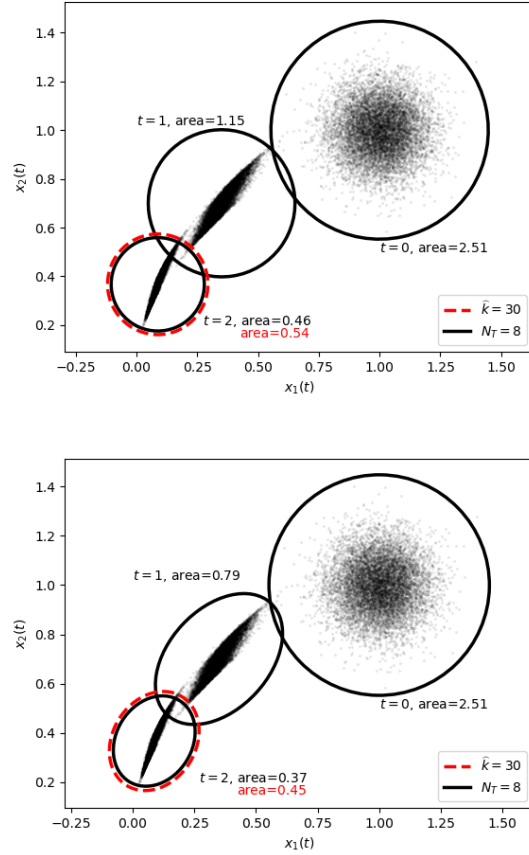 1.4
1.2
1.0
0.8
0.6
0.4
0.2
x₂(t)
t = 1, area=1.15
t = 0, area=2.51
t = 2, area=0.46
area=0.54
k̂ = 30
N_T = 8
−0.25 0.00 0.25 0.50 0.75 1.00 1.25 1.50
x₁(t)
1.4
1.2
1.0
0.8
0.6
0.4
0.2
x₂(t)
t = 1, area=0.79
t = 0, area=2.51
t = 2, area=0.37
area=0.45
k̂ = 30
N_T = 8
−0.25 0.00 0.25 0.50 0.75 1.00 1.25 1.50
x₁(t)